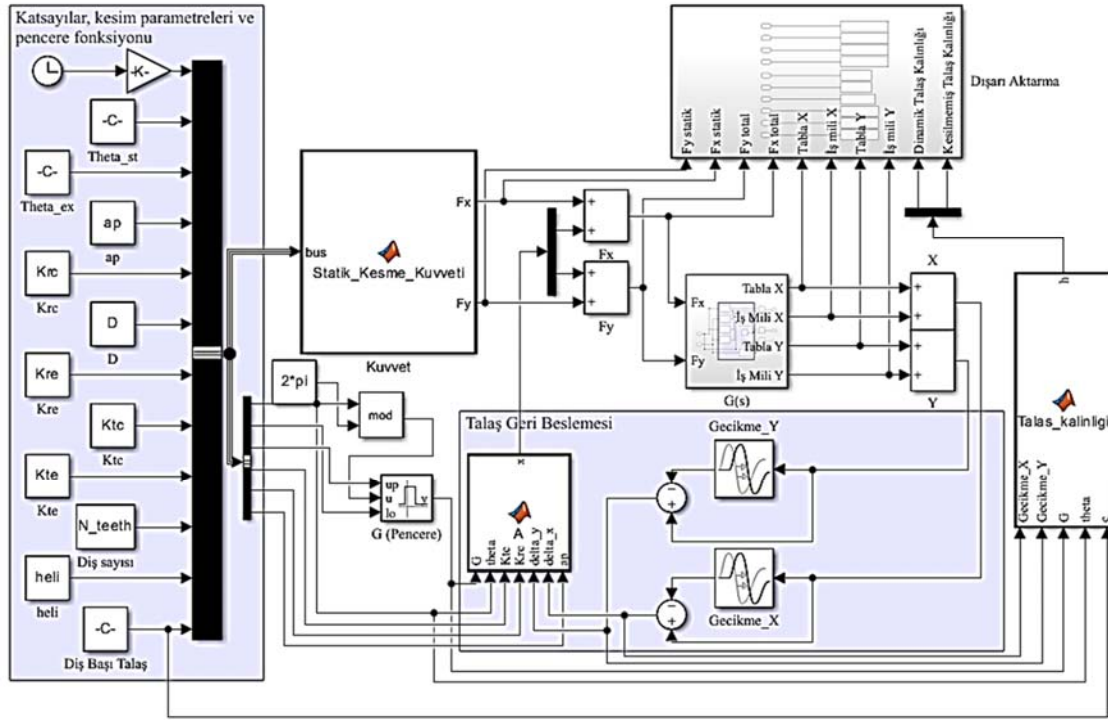 Katsayılar, kesim parametreleri ve
pencere fonksiyonu
-K-
-C-
Theta_st
-C-
Theta_ex
ap
ap
Krc
Krc
D
D
Kre
Kre
Ktc
Ktc
Kte
Kte
N_teeth
Diş sayısı
heli
heli
-C-
Diş Başı Talaş
bus
Statik_Kesme_Kuvveti
Fx
Fy
Kuvvet
2*pi
mod
up
u
lo
y
G (Pencere)
Fy statik
Fx statik
Fy total
Fx total
Tabla X
İş mili X
Tabla Y
İş mili Y
Dinamik Talaş Kalınlığı
Kesilmemiş Talaş Kalınlığı
Dışarı Aktarma
+
+
Fx
+
+
Fy
Fx
Fy
Tabla X
İş Mili X
Tabla Y
İş Mili Y
G(s)
X
+
+
+
+
Y
Talaş Geri Beslemesi
A
G
theta
Ktc
Krc
delta_y
delta_x
ap
Gecikme_Y
−
+
Gecikme_X
−
+
h
Talas_kalinligi
Gecikme_X
Gecikme_Y
G
theta
c